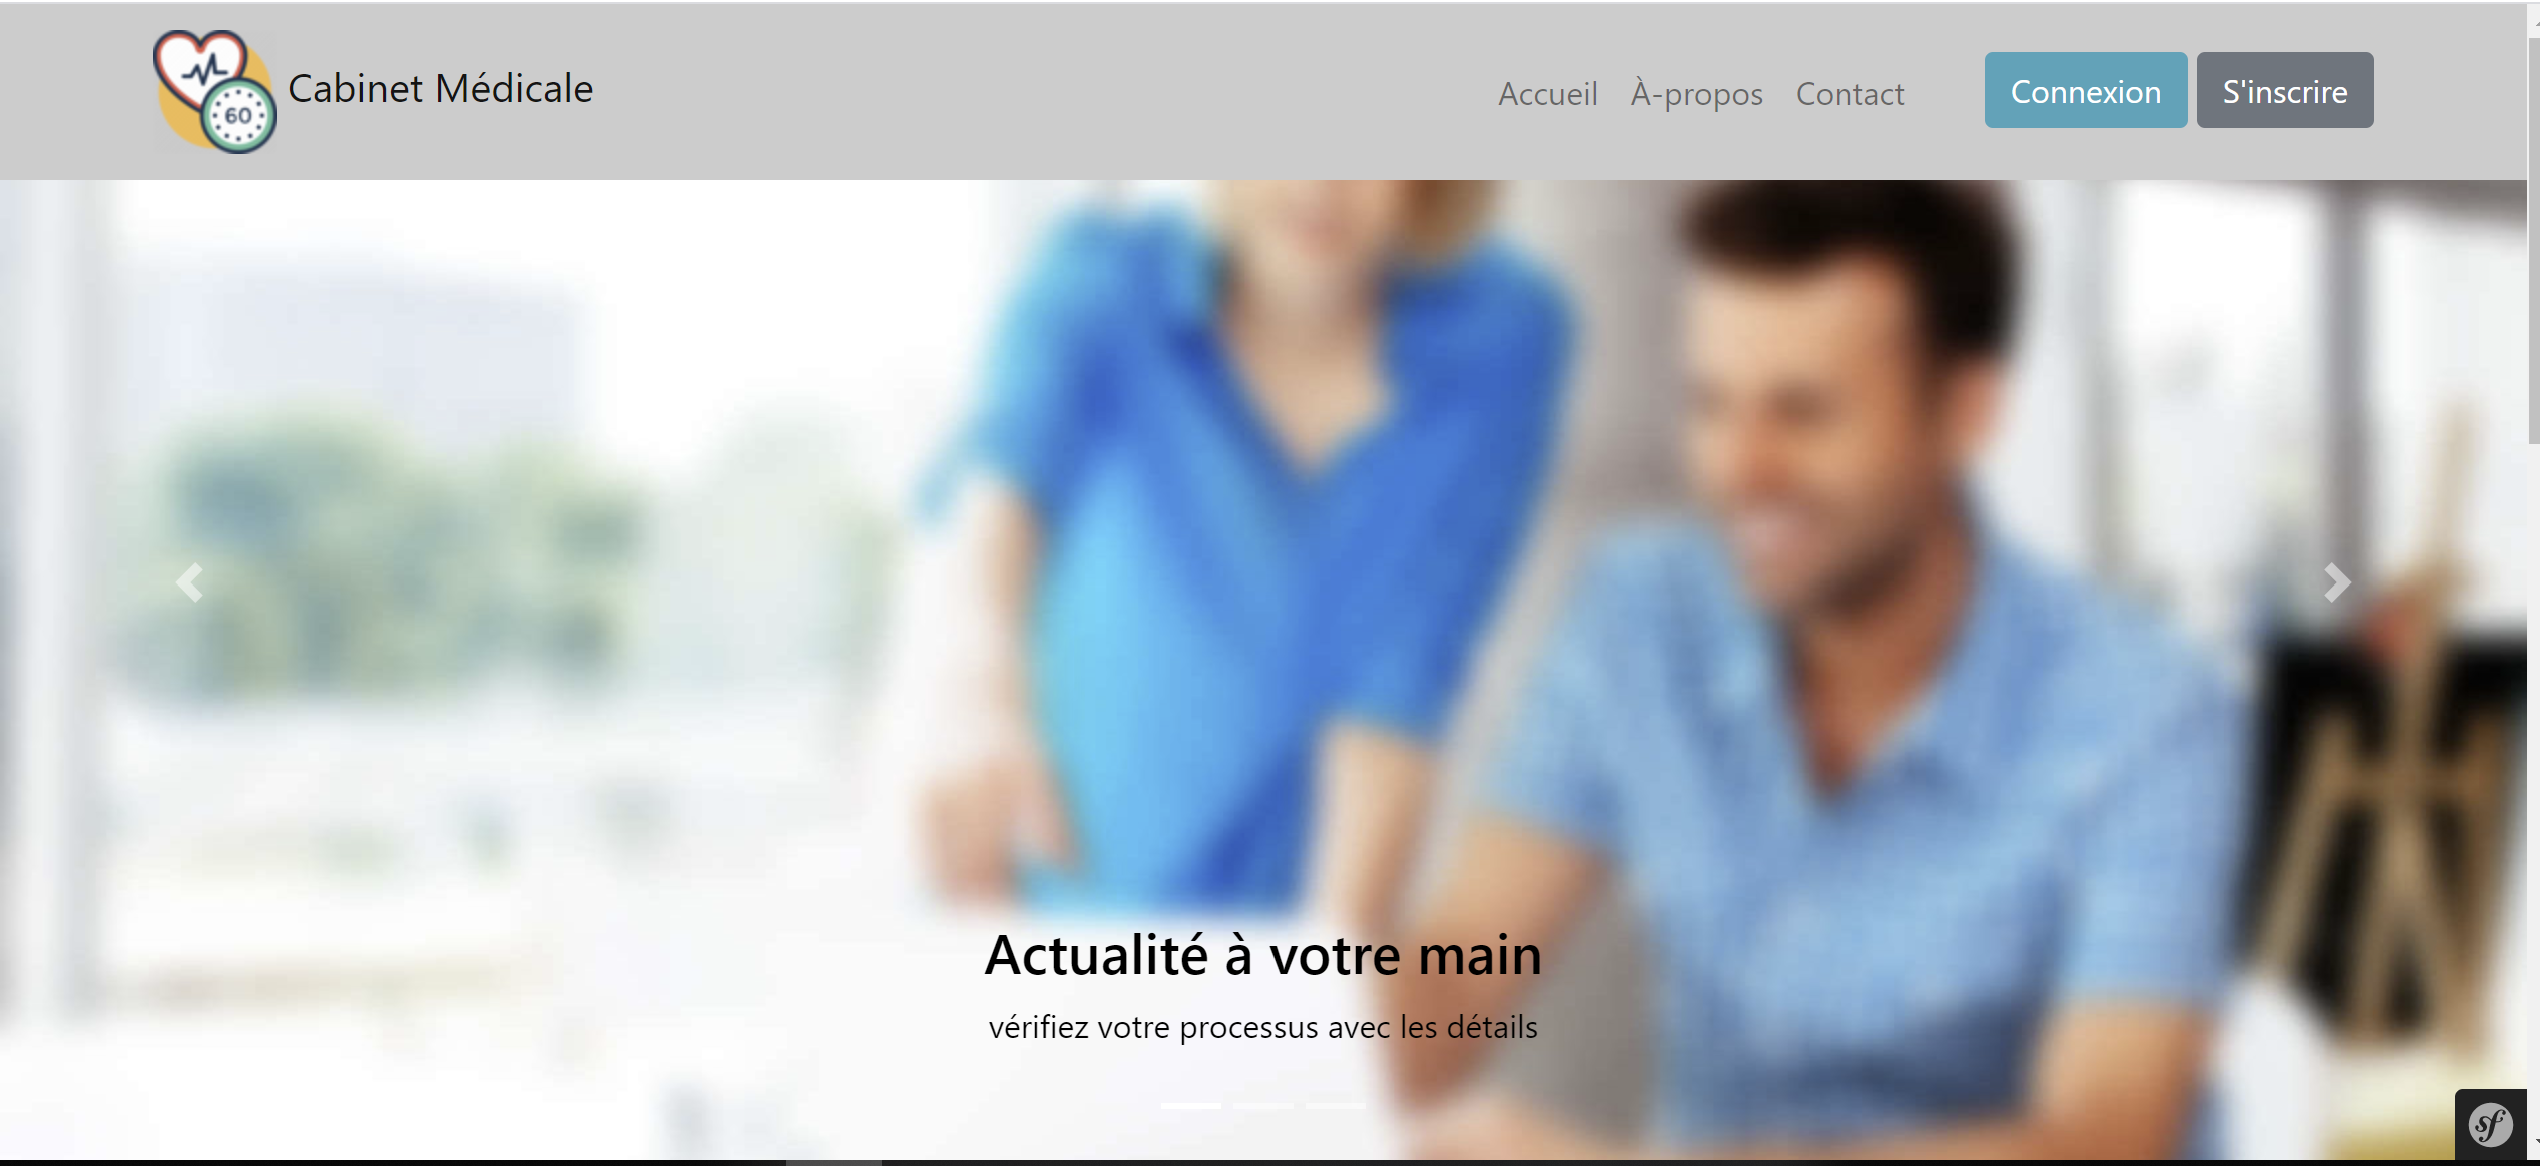 60
Cabinet Médicale
Accueil
À-propos
Contact
Connexion
S'inscrire
Actualité à votre main
vérifiez votre processus avec les détails
sf